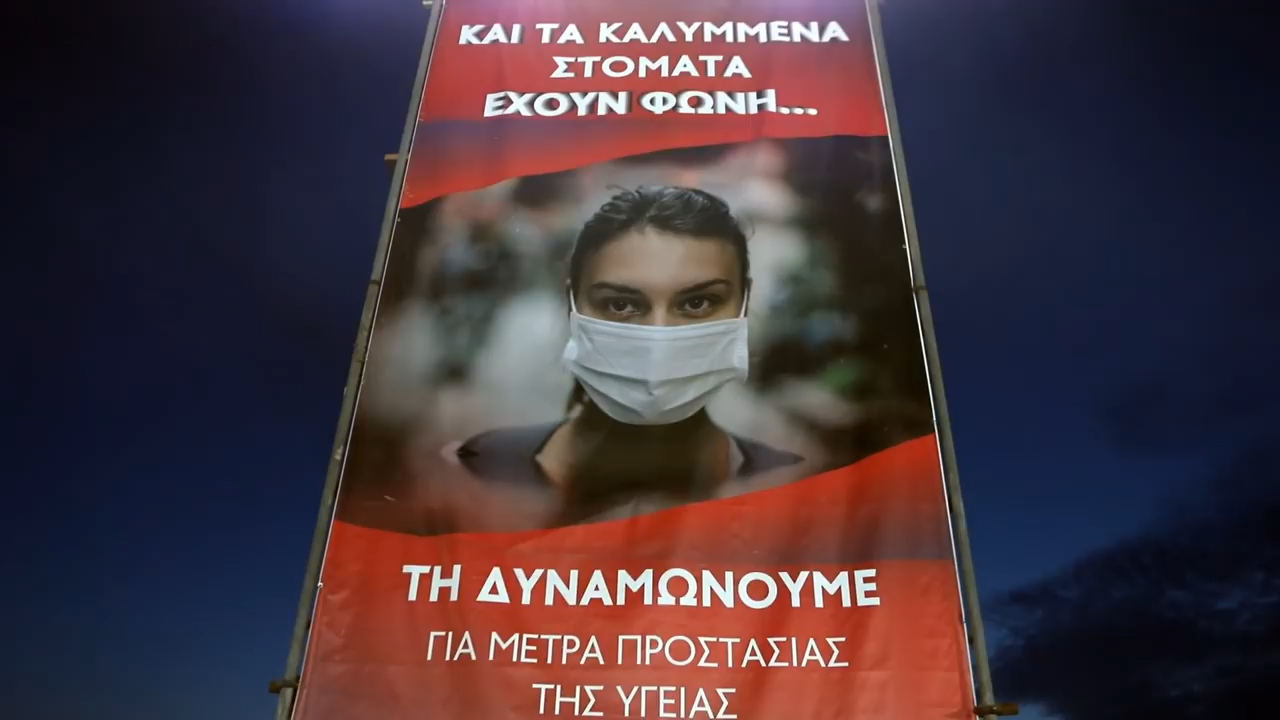 ΚΑΙ ΤΑ ΚΑΛΥΜΜΕΝΑ
ΣΤΟΜΑΤΑ
ΕΧΟΥΝ ΦΩΝΗ...
ΤΗ ΔΥΝΑΜΩΝΟΥΜΕ
ΓΙΑ ΜΕΤΡΑ ΠΡΟΣΤΑΣΙΑΣ
ΤΗΣ ΥΓΕΙΑΣ